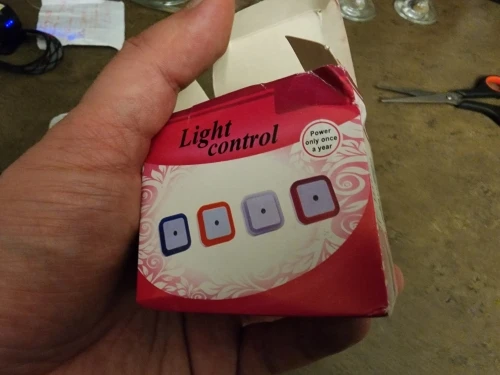 Light
control
Power
only once
a year